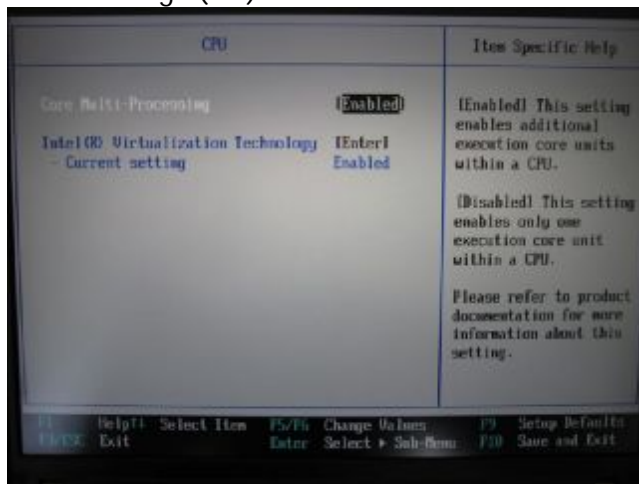 CPU
Item Specific Help
Core Multi-Processing [Enabled]
Intel(R) Virtualization Technology [Enter]
- Current setting Enabled
[Enabled] This setting
enables additional
execution core units
within a CPU.
[Disabled] This setting
enables only one
execution core unit
within a CPU.
Please refer to product
documentation for more
information about this
setting.
F1 Help ↑↓ Select Item F5/F6 Change Values F9 Setup Defaults
F3/ESC Exit Enter Select ▶ Sub-Menu F10 Save and Exit